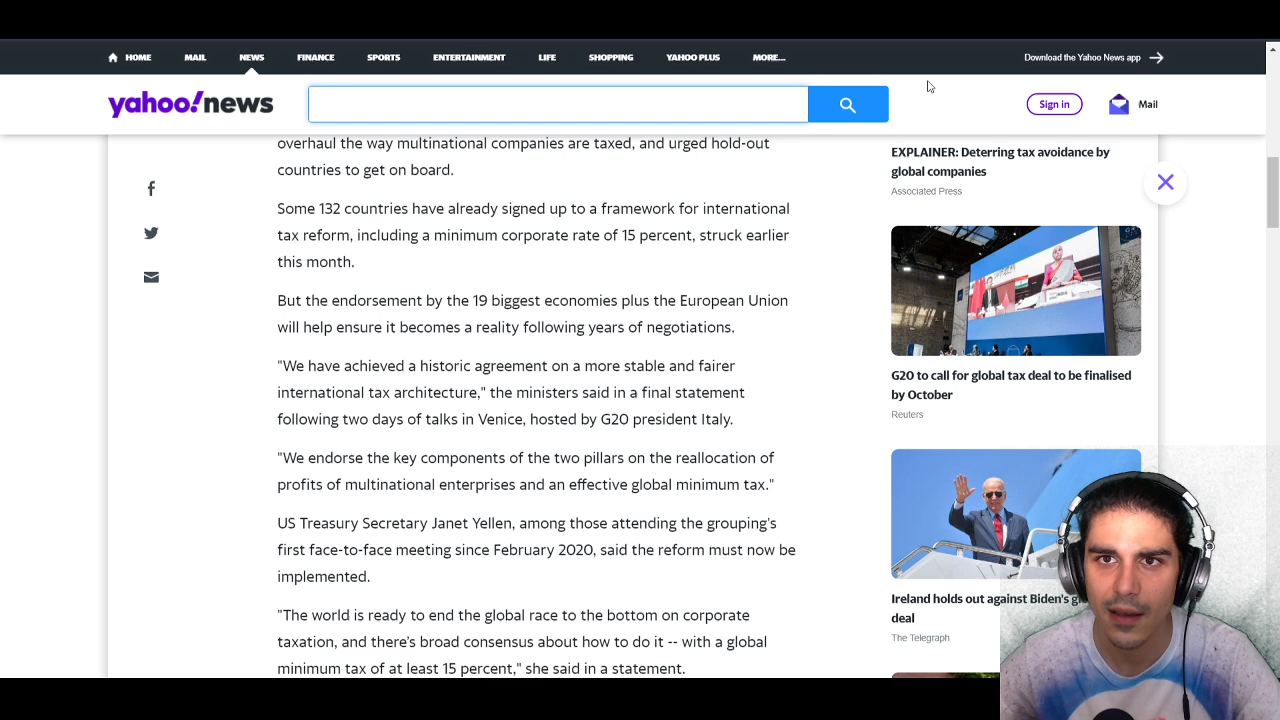 HOME MAIL NEWS FINANCE SPORTS ENTERTAINMENT LIFE SHOPPING YAHOO PLUS MORE... Download the Yahoo News app
yahoo!news Sign in Mail
overhaul the way multinational companies are taxed, and urged hold-out
countries to get on board.
Some 132 countries have already signed up to a framework for international
tax reform, including a minimum corporate rate of 15 percent, struck earlier
this month.
But the endorsement by the 19 biggest economies plus the European Union
will help ensure it becomes a reality following years of negotiations.
"We have achieved a historic agreement on a more stable and fairer
international tax architecture," the ministers said in a final statement
following two days of talks in Venice, hosted by G20 president Italy.
"We endorse the key components of the two pillars on the reallocation of
profits of multinational enterprises and an effective global minimum tax."
US Treasury Secretary Janet Yellen, among those attending the grouping's
first face-to-face meeting since February 2020, said the reform must now be
implemented.
"The world is ready to end the global race to the bottom on corporate
taxation, and there's broad consensus about how to do it -- with a global
minimum tax of at least 15 percent," she said in a statement.
EXPLAINER: Deterring tax avoidance by
global companies
Associated Press
G20 to call for global tax deal to be finalised
by October
Reuters
Ireland holds out against Biden's
deal
The Telegraph